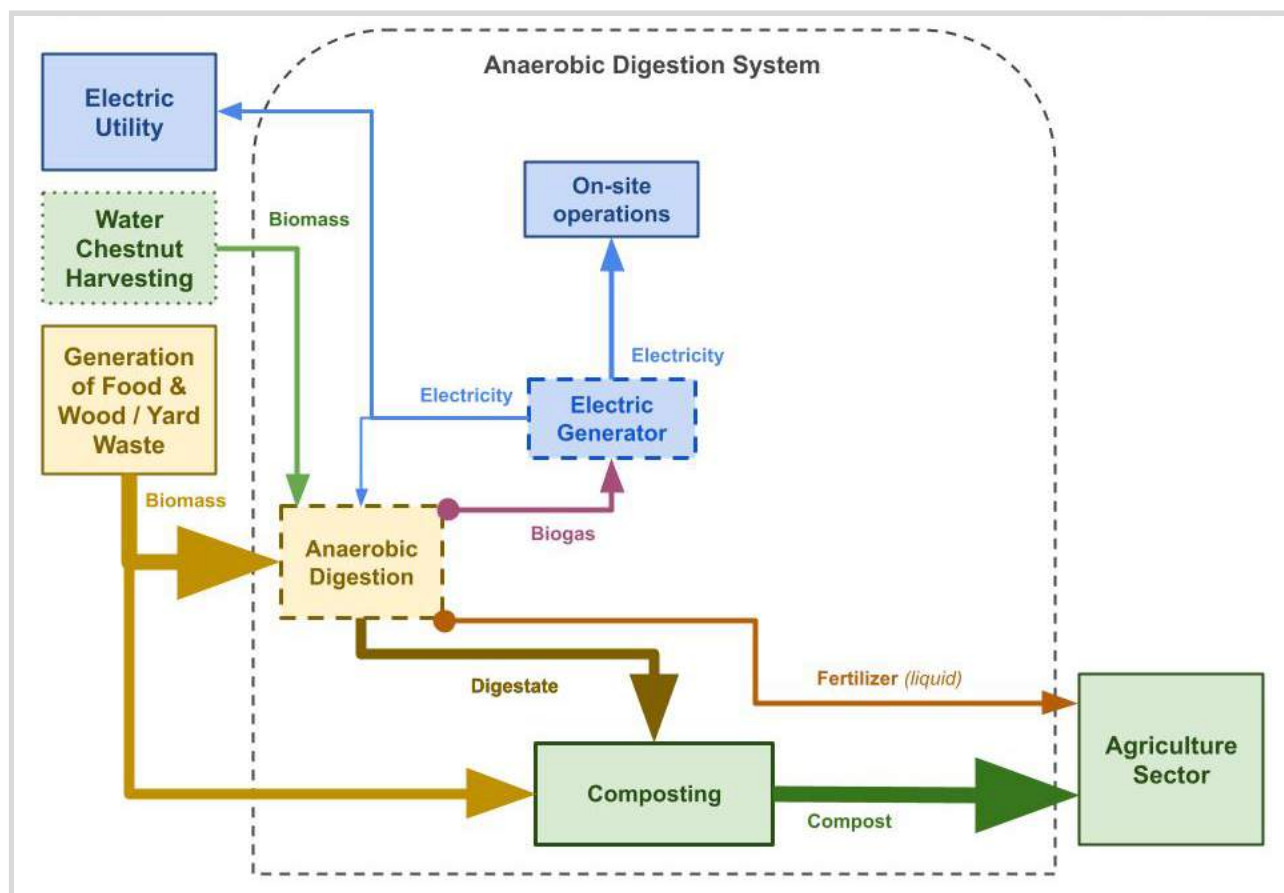 Anaerobic Digestion System
Electric
Utility
On-site
operations
Water
Chestnut
Harvesting
Biomass
Generation
of Food &
Wood / Yard
Waste
Electricity
Electricity
Electric
Generator
Biomass
Biogas
Anaerobic
Digestion
Digestate
Fertilizer (liquid)
Agriculture
Sector
Composting
Compost